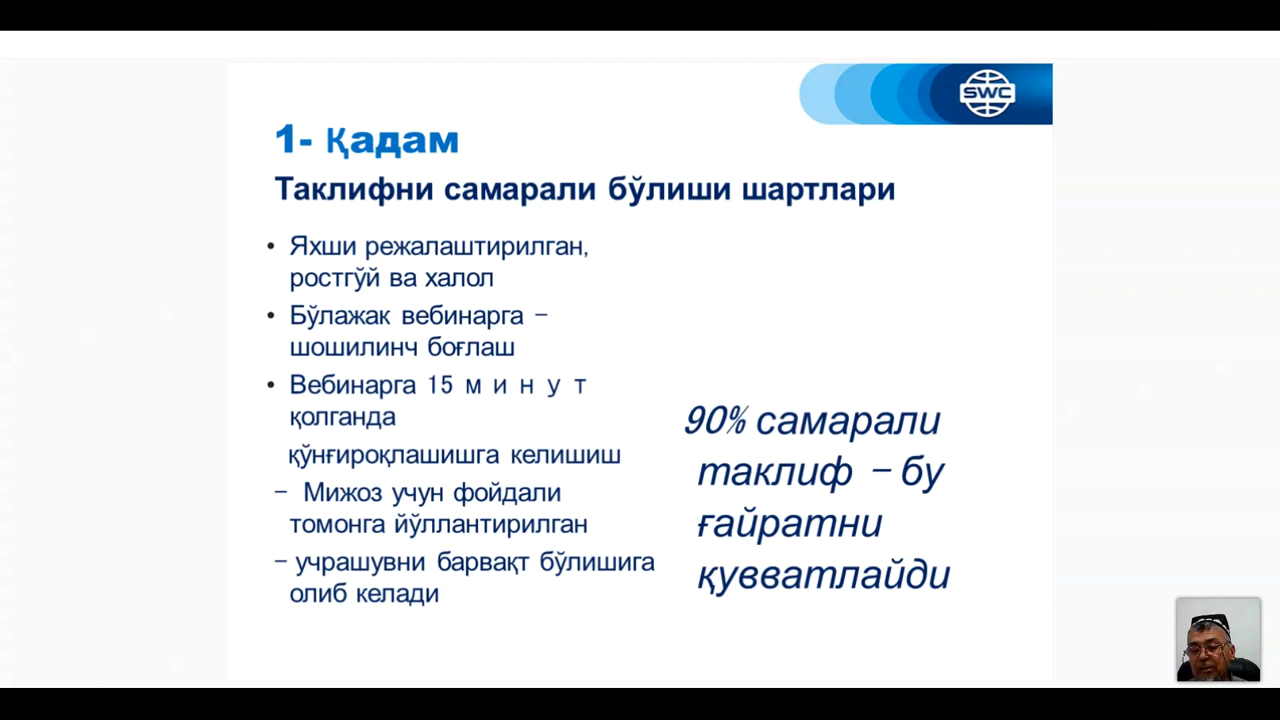 SWC
1- Қадам
Таклифни самарали бўлиши шартлари
• Яхши режалаштирилган,
ростгўй ва халол
• Бўлажак вебинарга –
шошилинч боғлаш
• Вебинарга 15 м и н у т
қолганда
қўнғироқлашишга келишиш
– Мижоз учун фойдали
томонга йўллантирилган
– учрашувни барвақт бўлишига
олиб келади
90% самарали
таклиф – бу
ғайратни
қувватлайди